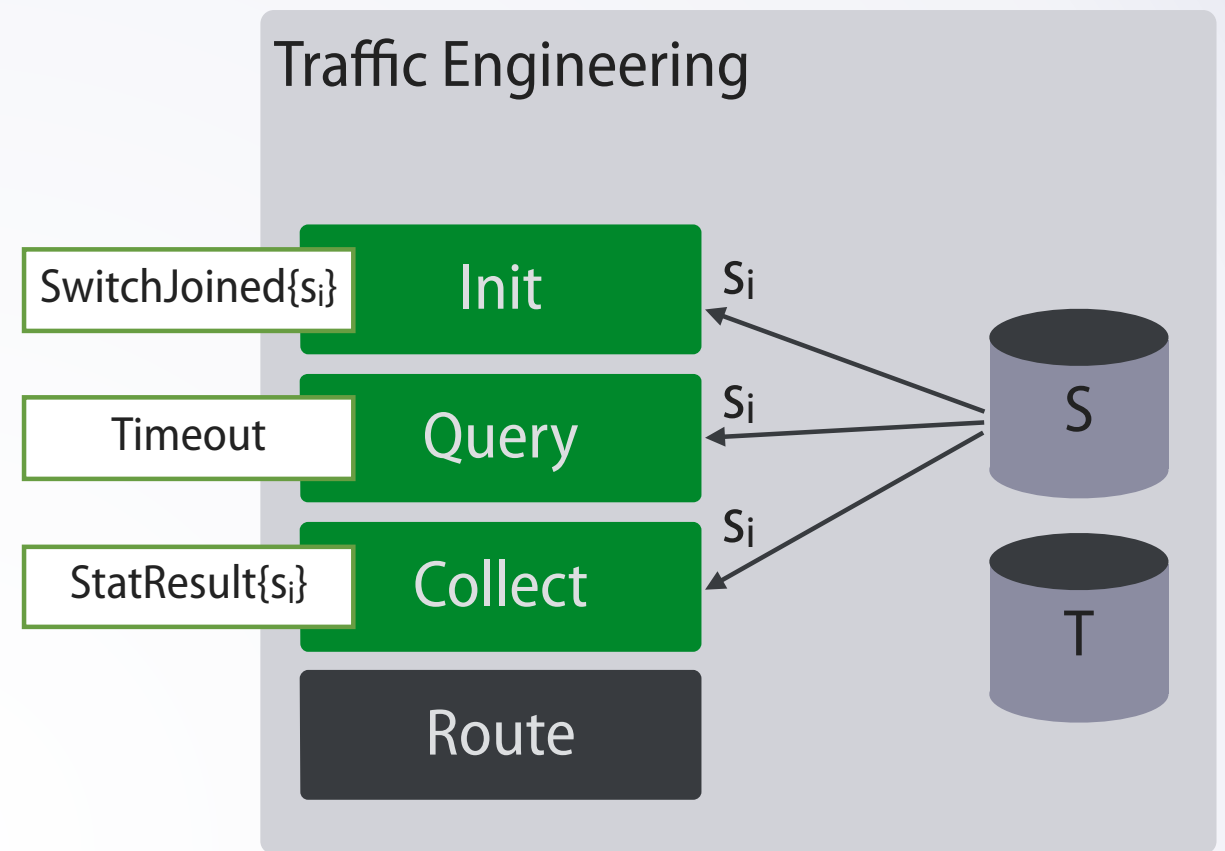 Traffic Engineering
SwitchJoined{si}
Init
si
S
Timeout
Query
si
StatResult{si}
Collect
si
T
Route